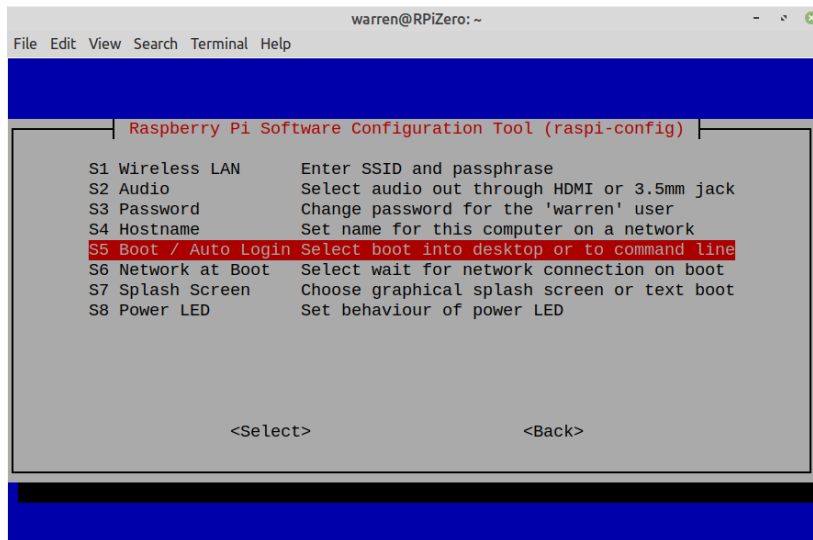 warren@RPiZero: ~
File Edit View Search Terminal Help
Raspberry Pi Software Configuration Tool (raspi-config)
S1 Wireless LAN Enter SSID and passphrase
S2 Audio Select audio out through HDMI or 3.5mm jack
S3 Password Change password for the 'warren' user
S4 Hostname Set name for this computer on a network
S5 Boot / Auto Login Select boot into desktop or to command line
S6 Network at Boot Select wait for network connection on boot
S7 Splash Screen Choose graphical splash screen or text boot
S8 Power LED Set behaviour of power LED
<Select> <Back>